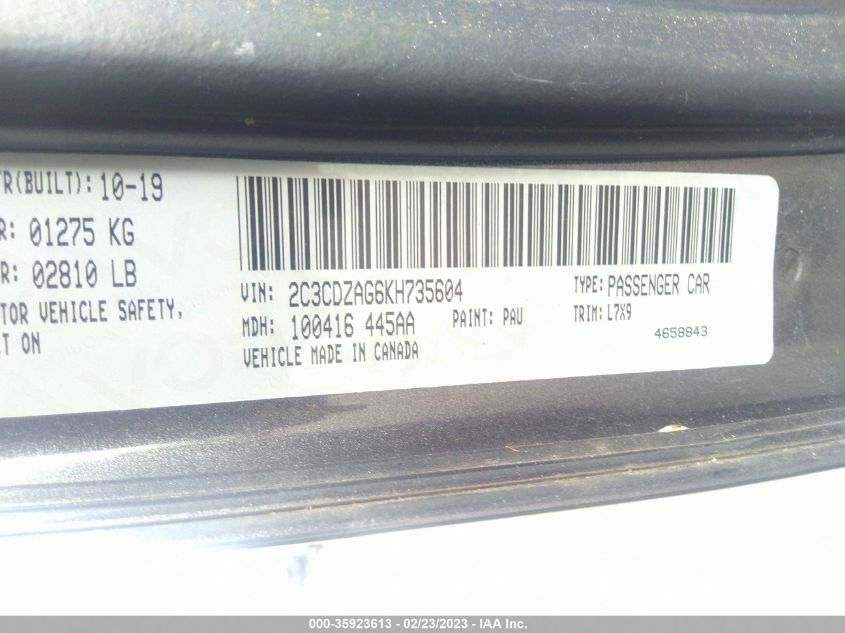 TR(BUILT): 10-19
R: 01275 KG
R: 02810 LB
TOR VEHICLE SAFETY,
CT ON
VIN: 2C3CDZAG6KH735604
TYPE: PASSENGER CAR
MDH: 100416 445AA
PAINT: PAU
TRIM: L7X9
VEHICLE MADE IN CANADA
4658843
000-35923613 - 02/23/2023 - IAA Inc.